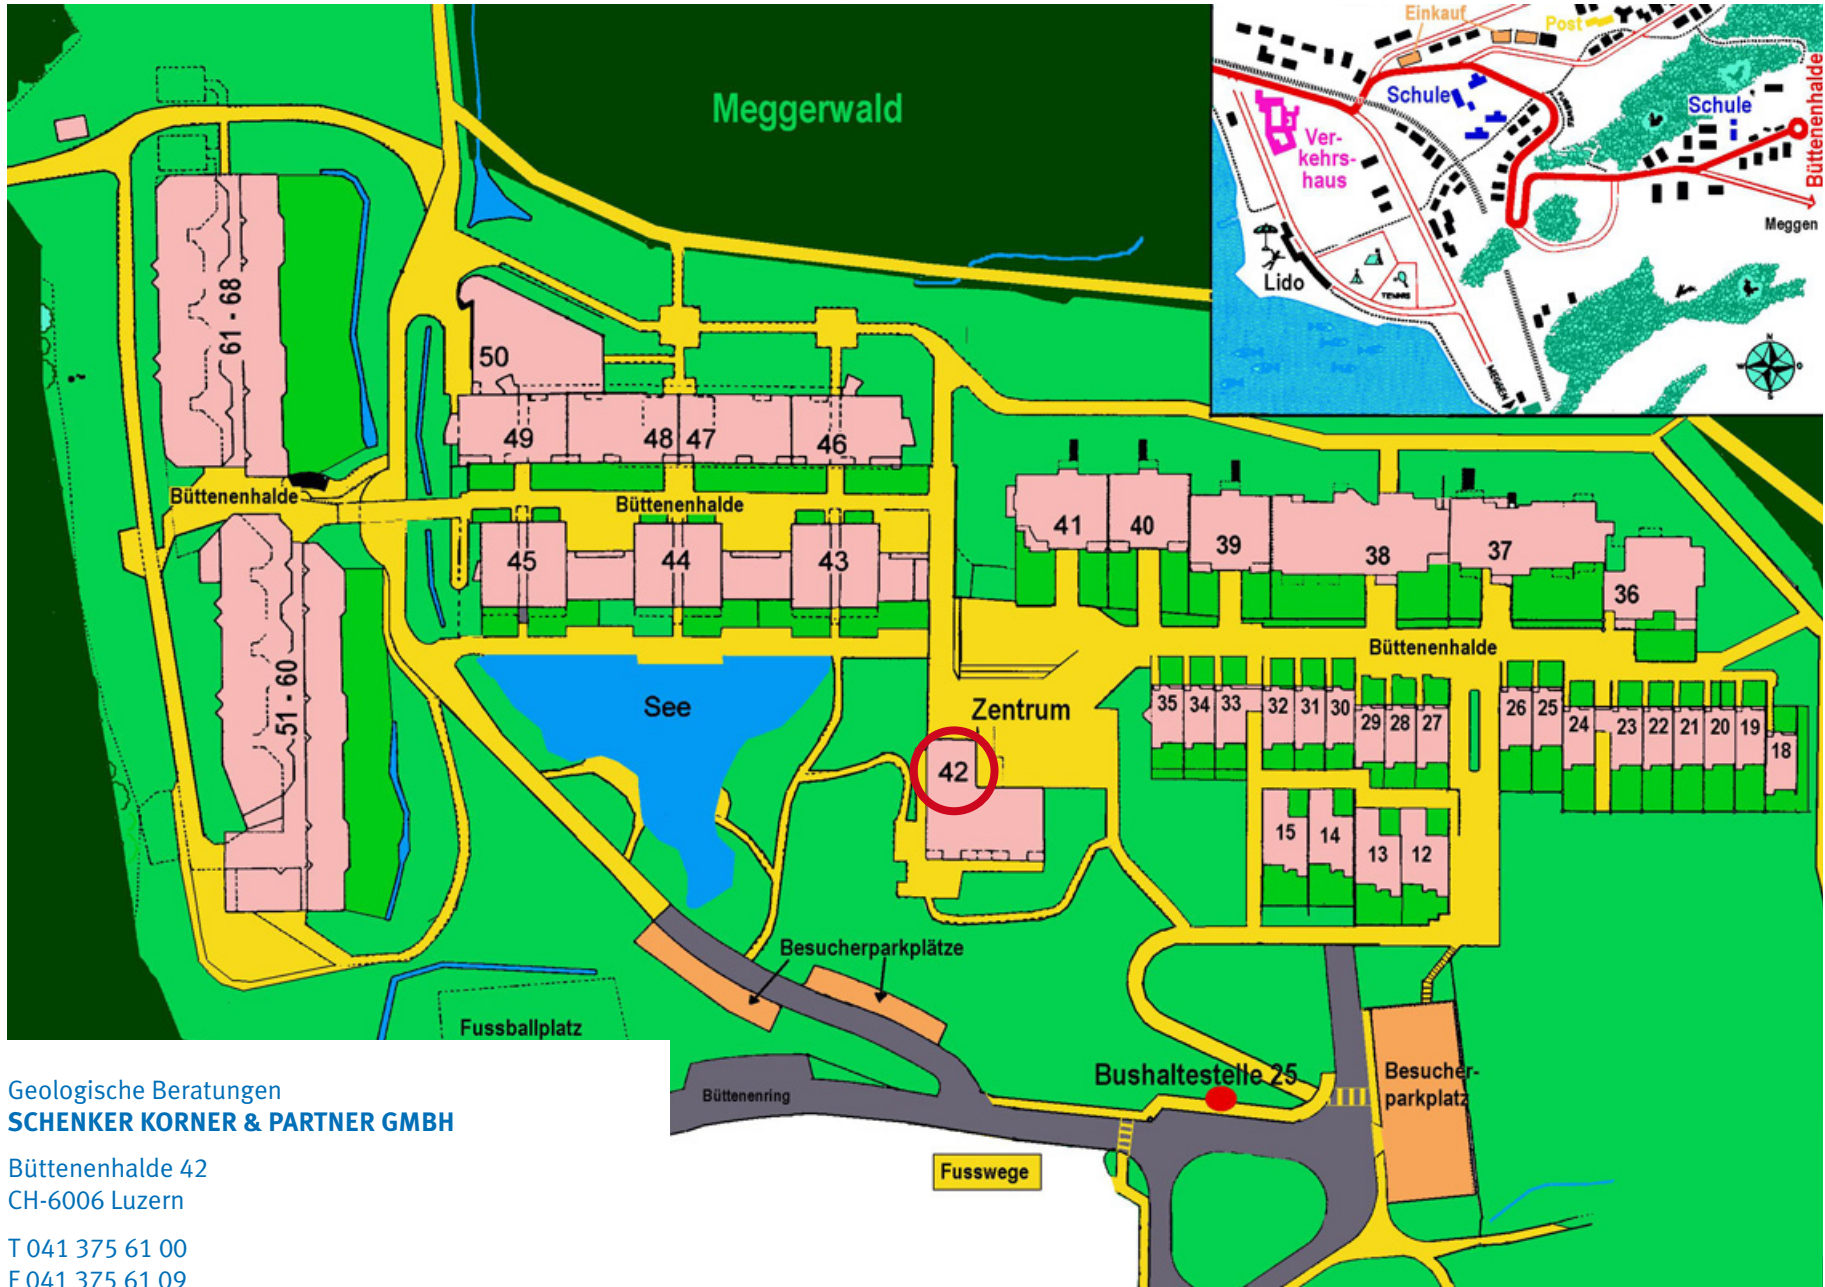 Meggerwald
Einkauf
Post
Schule
Schule
Ver-
kehrs-
haus
Büttenenhalde
Meggen
Lido
TENNIS
MEGGEN
N
W
O
S
61 - 68
50
49
48
47
46
Büttenenhalde
Büttenenhalde
45
44
43
41
40
39
38
37
36
51 - 60
Büttenenhalde
See
Zentrum
35
34
33
32
31
30
29
28
27
26
25
24
23
22
21
20
19
18
42
15
14
13
12
Besucherparkplätze
Fussballplatz
Bushaltestelle 25
Besucher-
parkplatz
Büttenenring
Fusswege
Geologische Beratungen
SCHENKER KORNER & PARTNER GMBH
Büttenenhalde 42
CH-6006 Luzern
T 041 375 61 00
F 041 375 61 09